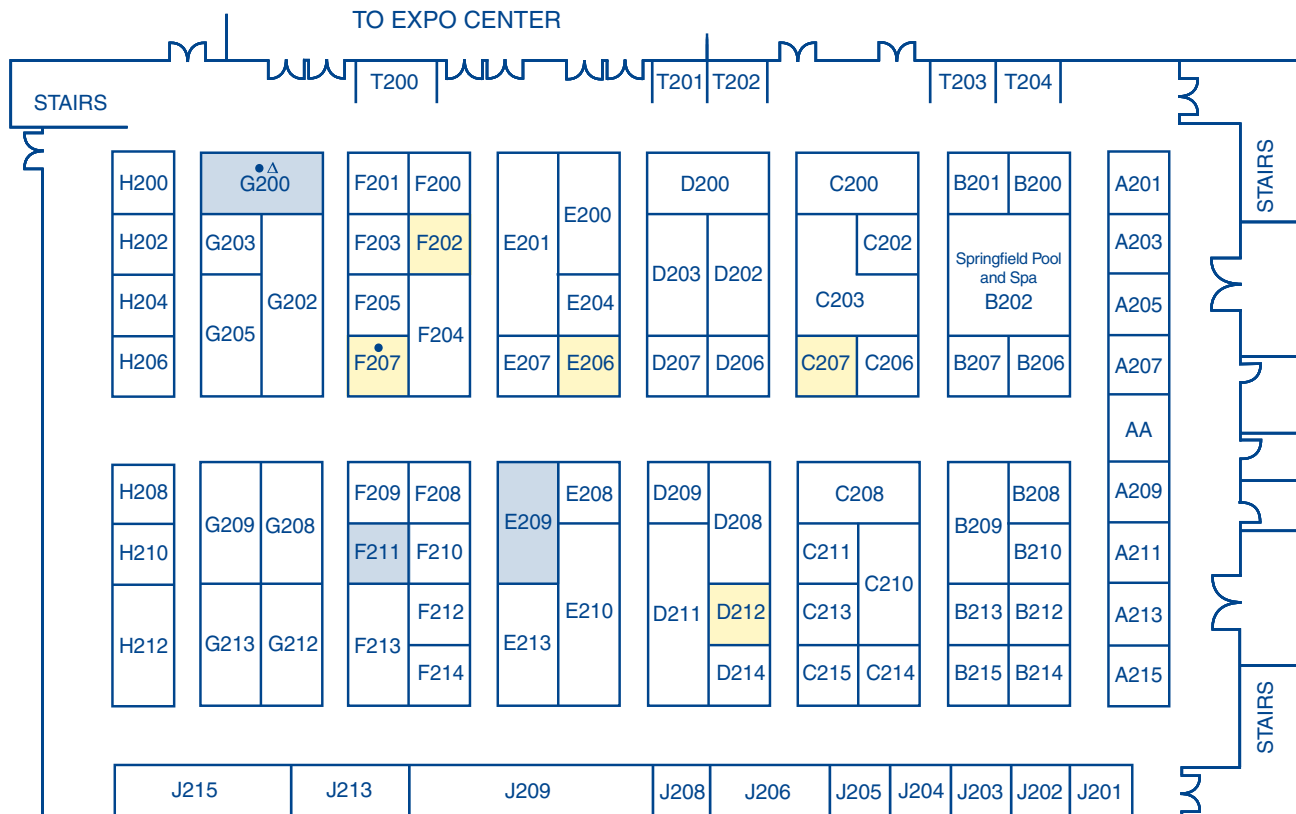 TO EXPO CENTER
STAIRS
T200
T201
T202
T203
T204
STAIRS
H200
• Δ
G200
F201
F200
E201
E200
D200
C200
B201
B200
A201
H202
G203
G202
F203
F202
D203
D202
C202
C203
Springfield Pool
and Spa
B202
A203
H204
G205
F205
F204
E204
A205
H206
•
F207
E207
E206
D207
D206
C207
C206
B207
B206
A207
AA
H208
G209
G208
F209
F208
E209
E208
D209
D208
C208
B209
B208
A209
H210
F211
F210
E210
D211
C211
C210
B210
A211
H212
G213
G212
F213
F212
E213
D212
C213
B213
B212
A213
F214
D214
C215
C214
B215
B214
A215
STAIRS
J215
J213
J209
J208
J206
J205
J204
J203
J202
J201